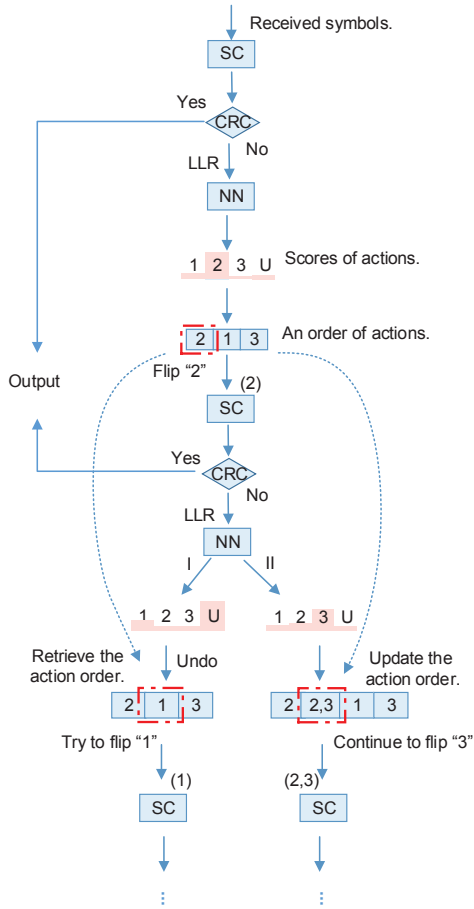 Received symbols.
SC
Yes
CRC
No
LLR
NN
1 2 3 U
Scores of actions.
2 1 3
An order of actions.
Output
Flip “2”
(2)
SC
Yes
CRC
No
LLR
NN
I II
1 2 3 U
1 2 3 U
Retrieve the
action order.
Undo
Update the
action order.
2 1 3
2 2,3 1 3
Try to flip “1”
Continue to flip “3”
(1)
(2,3)
SC
SC